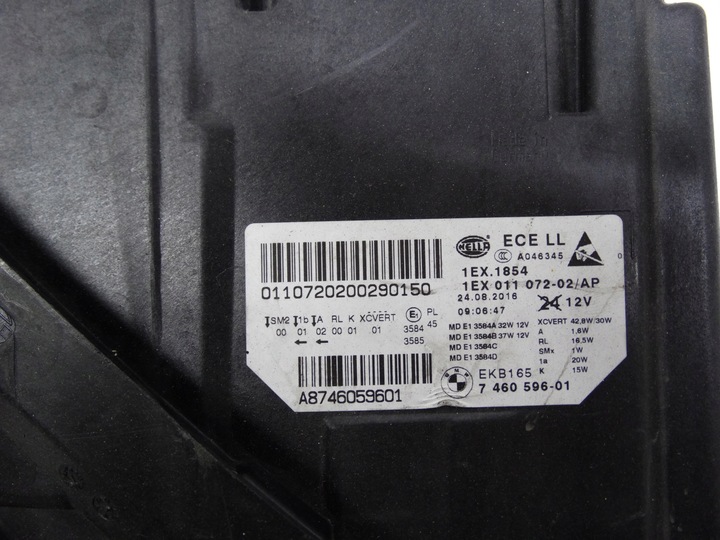 HELLA
ECE LL
A046345
1EX.1854
1EX 011 072-02/AP
24.08.2016
09:06:47
24 12V
0110720200290150
SM2 1b A RL K XCVERT E1 PL
00 01 02 00 01 01 3584 45
3585
A8746059601
MD E1 3584A 32W 12V
MD E1 3584B 37W 12V
MD E1 3584C
MD E1 3584D
XCVERT 42,8W/30W
A 1,6W
RL 16,5W
SMx 1W
1a 20W
K 15W
EKB165
7 460 596-01